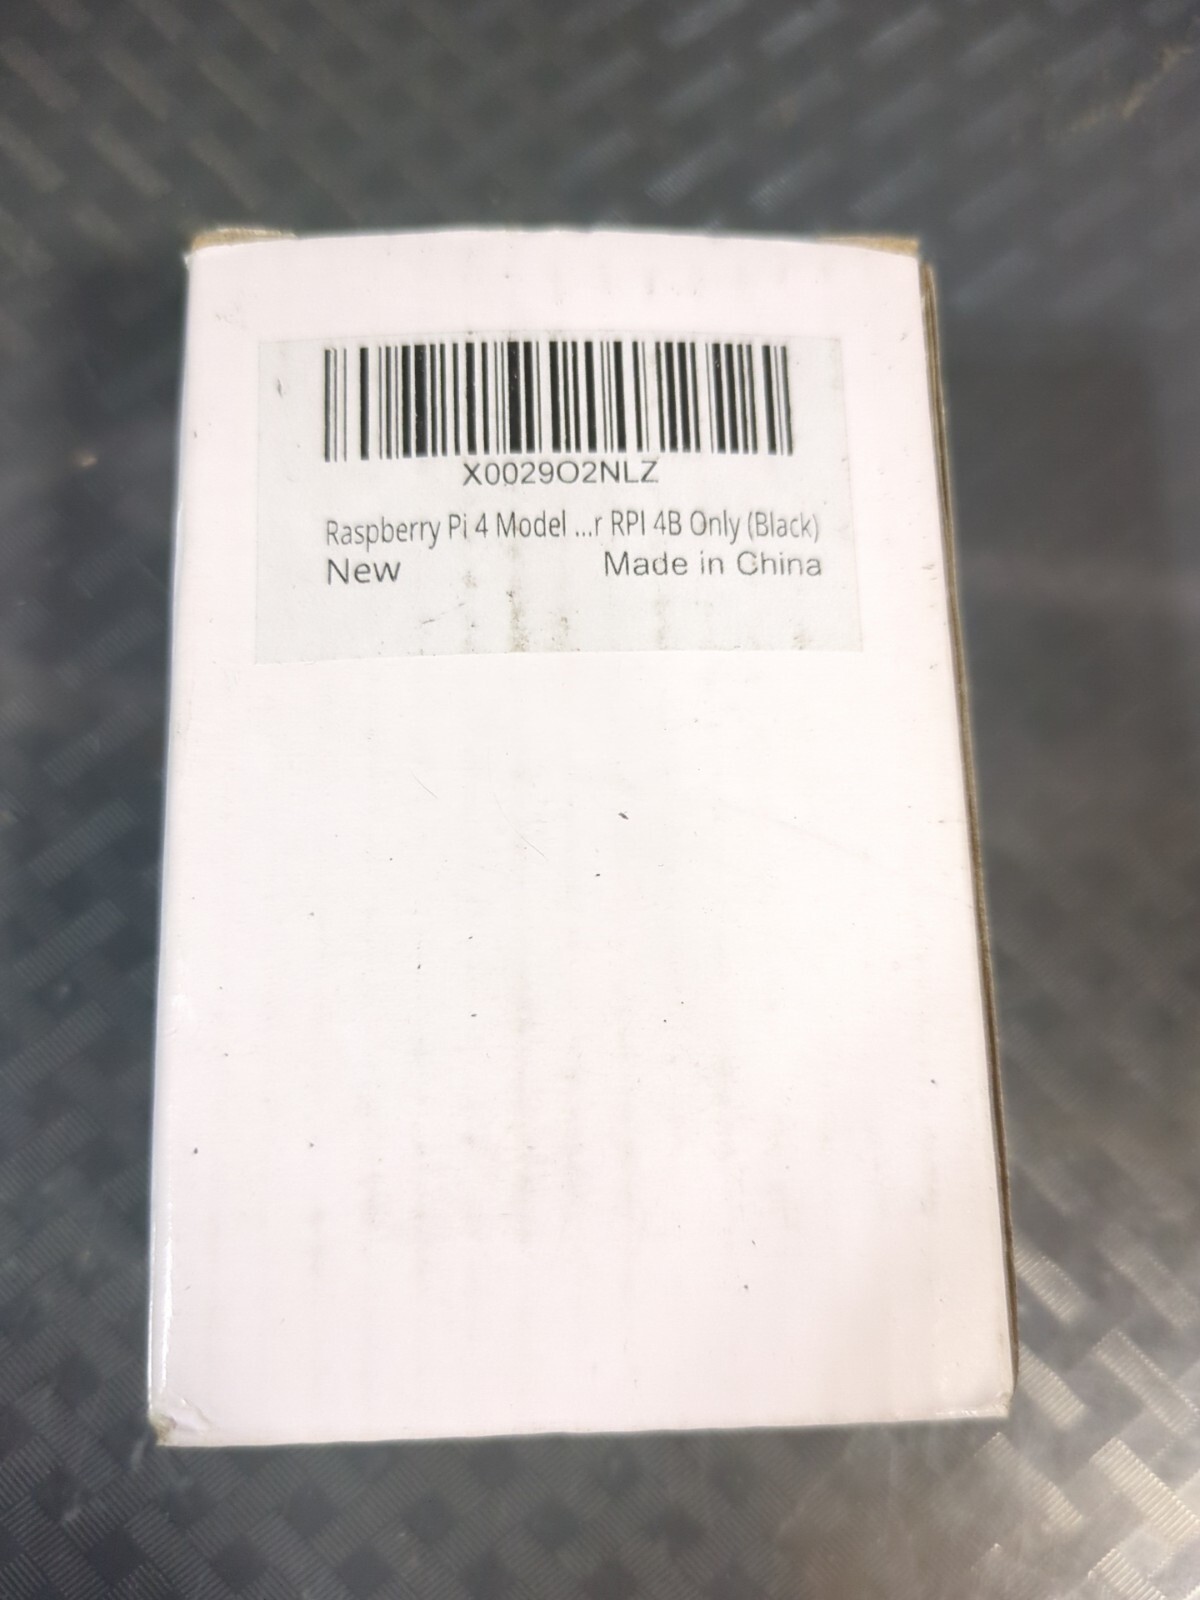 X0029O2NLZ
Raspberry Pi 4 Model ...r RPI 4B Only (Black)
New Made in China